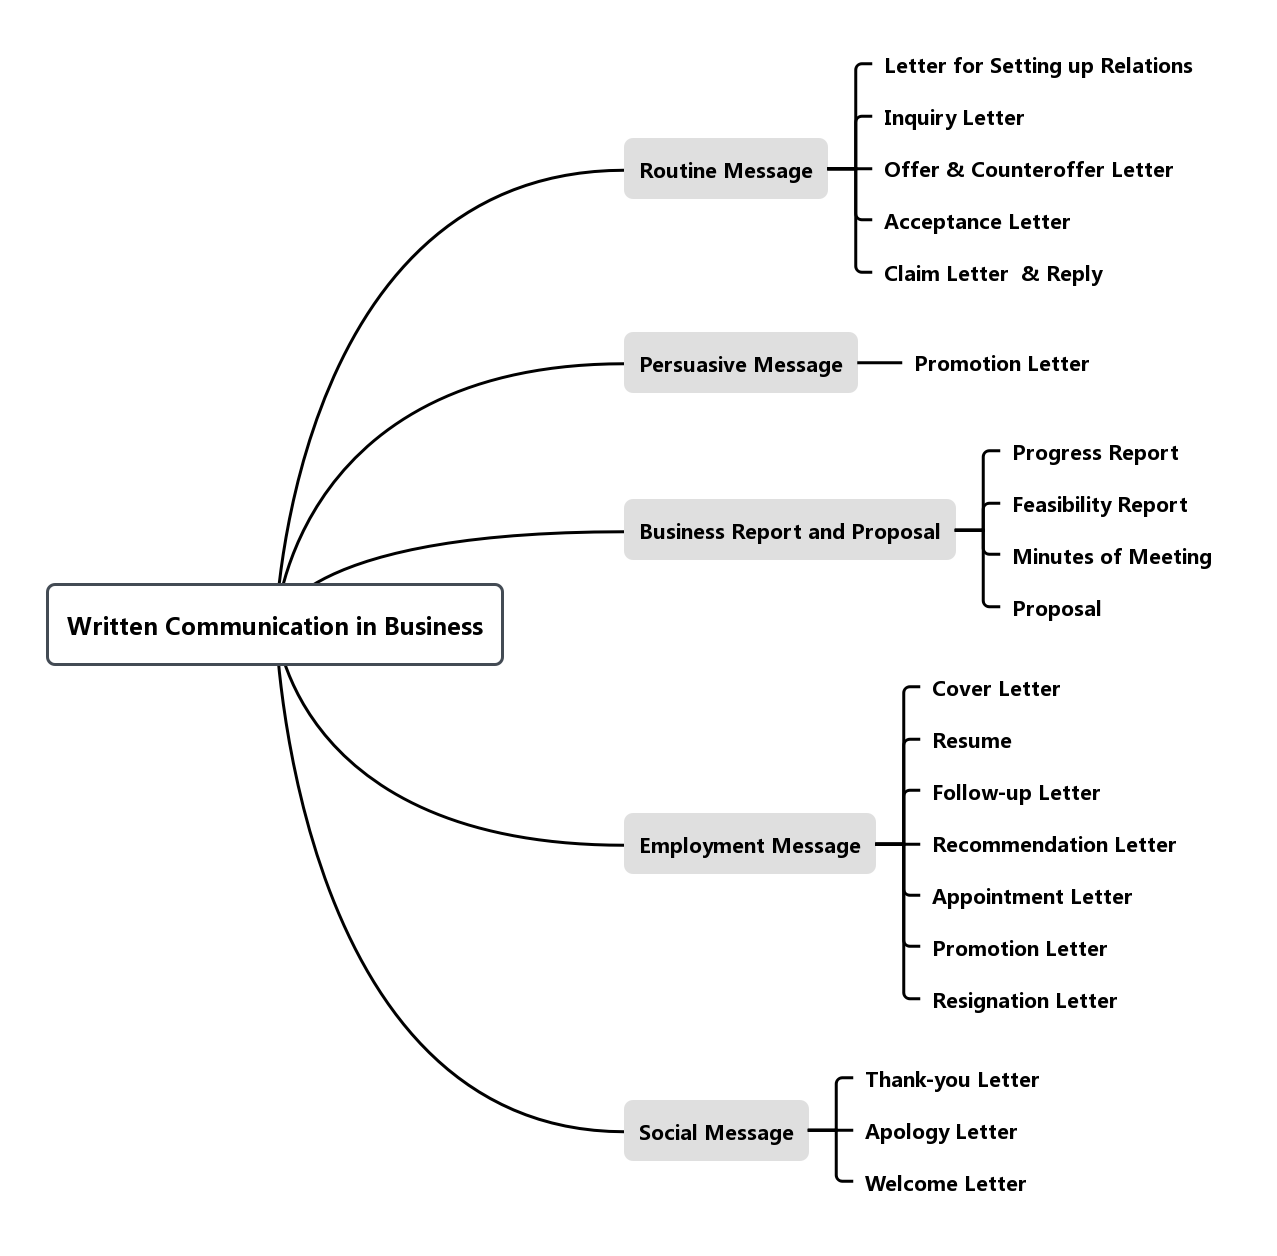 Letter for Setting up Relations
Inquiry Letter
Routine Message
Offer & Counteroffer Letter
Acceptance Letter
Claim Letter  & Reply
Persuasive Message
Promotion Letter
Progress Report
Feasibility Report
Business Report and Proposal
Minutes of Meeting
Proposal
Written Communication in Business
Cover Letter
Resume
Follow-up Letter
Employment Message
Recommendation Letter
Appointment Letter
Promotion Letter
Resignation Letter
Thank-you Letter
Social Message
Apology Letter
Welcome Letter